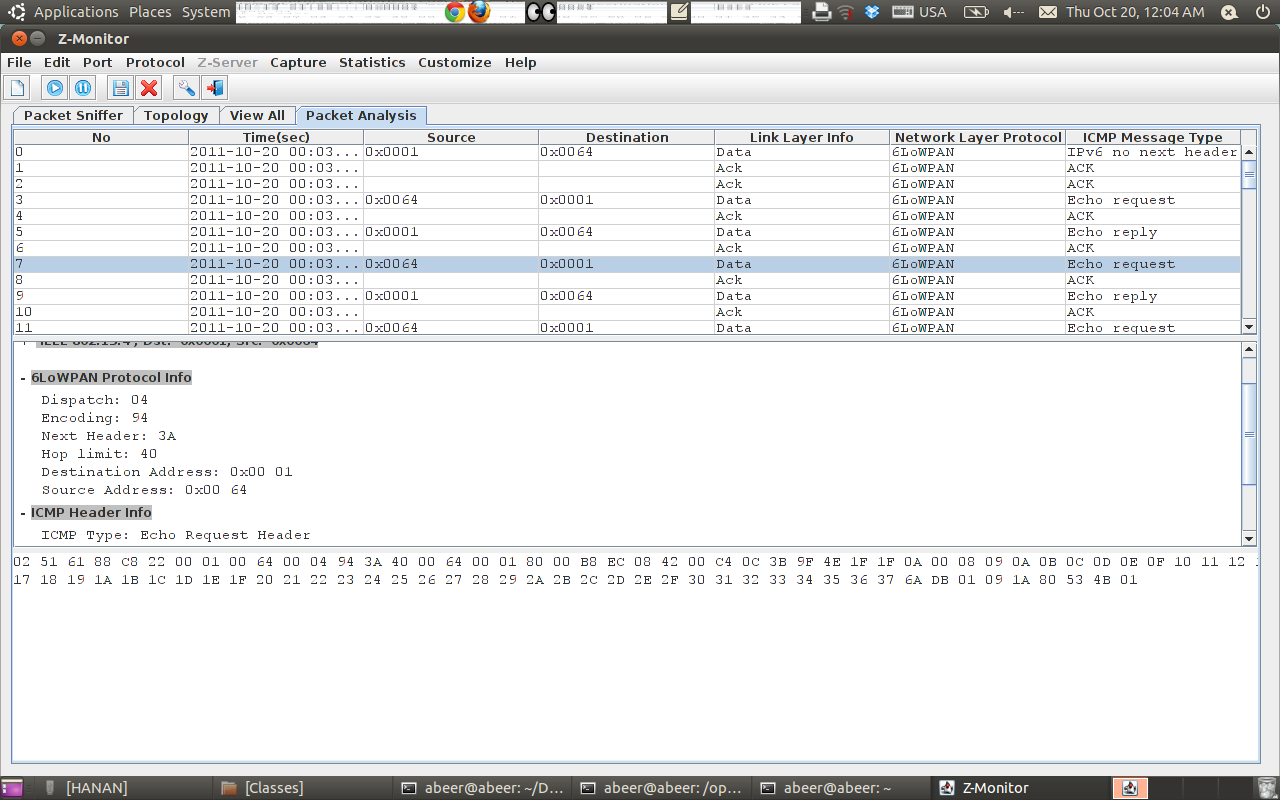 Applications Places System USA Thu Oct 20, 12:04 AM
Z-Monitor
File Edit Port Protocol Z-Server Capture Statistics Customize Help
Packet Sniffer Topology View All Packet Analysis
No Time(sec) Source Destination Link Layer Info Network Layer Protocol ICMP Message Type
0 2011-10-20 00:03... 0x0001 0x0064 Data 6LoWPAN IPv6 no next header
1 2011-10-20 00:03... Ack 6LoWPAN ACK
2 2011-10-20 00:03... Ack 6LoWPAN ACK
3 2011-10-20 00:03... 0x0064 0x0001 Data 6LoWPAN Echo request
4 2011-10-20 00:03... Ack 6LoWPAN ACK
5 2011-10-20 00:03... 0x0001 0x0064 Data 6LoWPAN Echo reply
6 2011-10-20 00:03... Ack 6LoWPAN ACK
7 2011-10-20 00:03... 0x0064 0x0001 Data 6LoWPAN Echo request
8 2011-10-20 00:03... Ack 6LoWPAN ACK
9 2011-10-20 00:03... 0x0001 0x0064 Data 6LoWPAN Echo reply
10 2011-10-20 00:03... Ack 6LoWPAN ACK
11 2011-10-20 00:03... 0x0064 0x0001 Data 6LoWPAN Echo request
IEEE 802.15.4 , Dst: 0x0001, Src: 0x0064
- 6LoWPAN Protocol Info
Dispatch: 04
Encoding: 94
Next Header: 3A
Hop limit: 40
Destination Address: 0x00 01
Source Address: 0x00 64
- ICMP Header Info
ICMP Type: Echo Request Header
02 51 61 88 C8 22 00 01 00 64 00 04 94 3A 40 00 64 00 01 80 00 B8 EC 08 42 00 C4 0C 3B 9F 4E 1F 1F 0A 00 08 09 0A 0B 0C 0D 0E 0F 10 11 12
17 18 19 1A 1B 1C 1D 1E 1F 20 21 22 23 24 25 26 27 28 29 2A 2B 2C 2D 2E 2F 30 31 32 33 34 35 36 37 6A DB 01 09 1A 80 53 4B 01
[HANAN] [Classes] abeer@abeer: ~/D... abeer@abeer: /op... abeer@abeer: ~ Z-Monitor